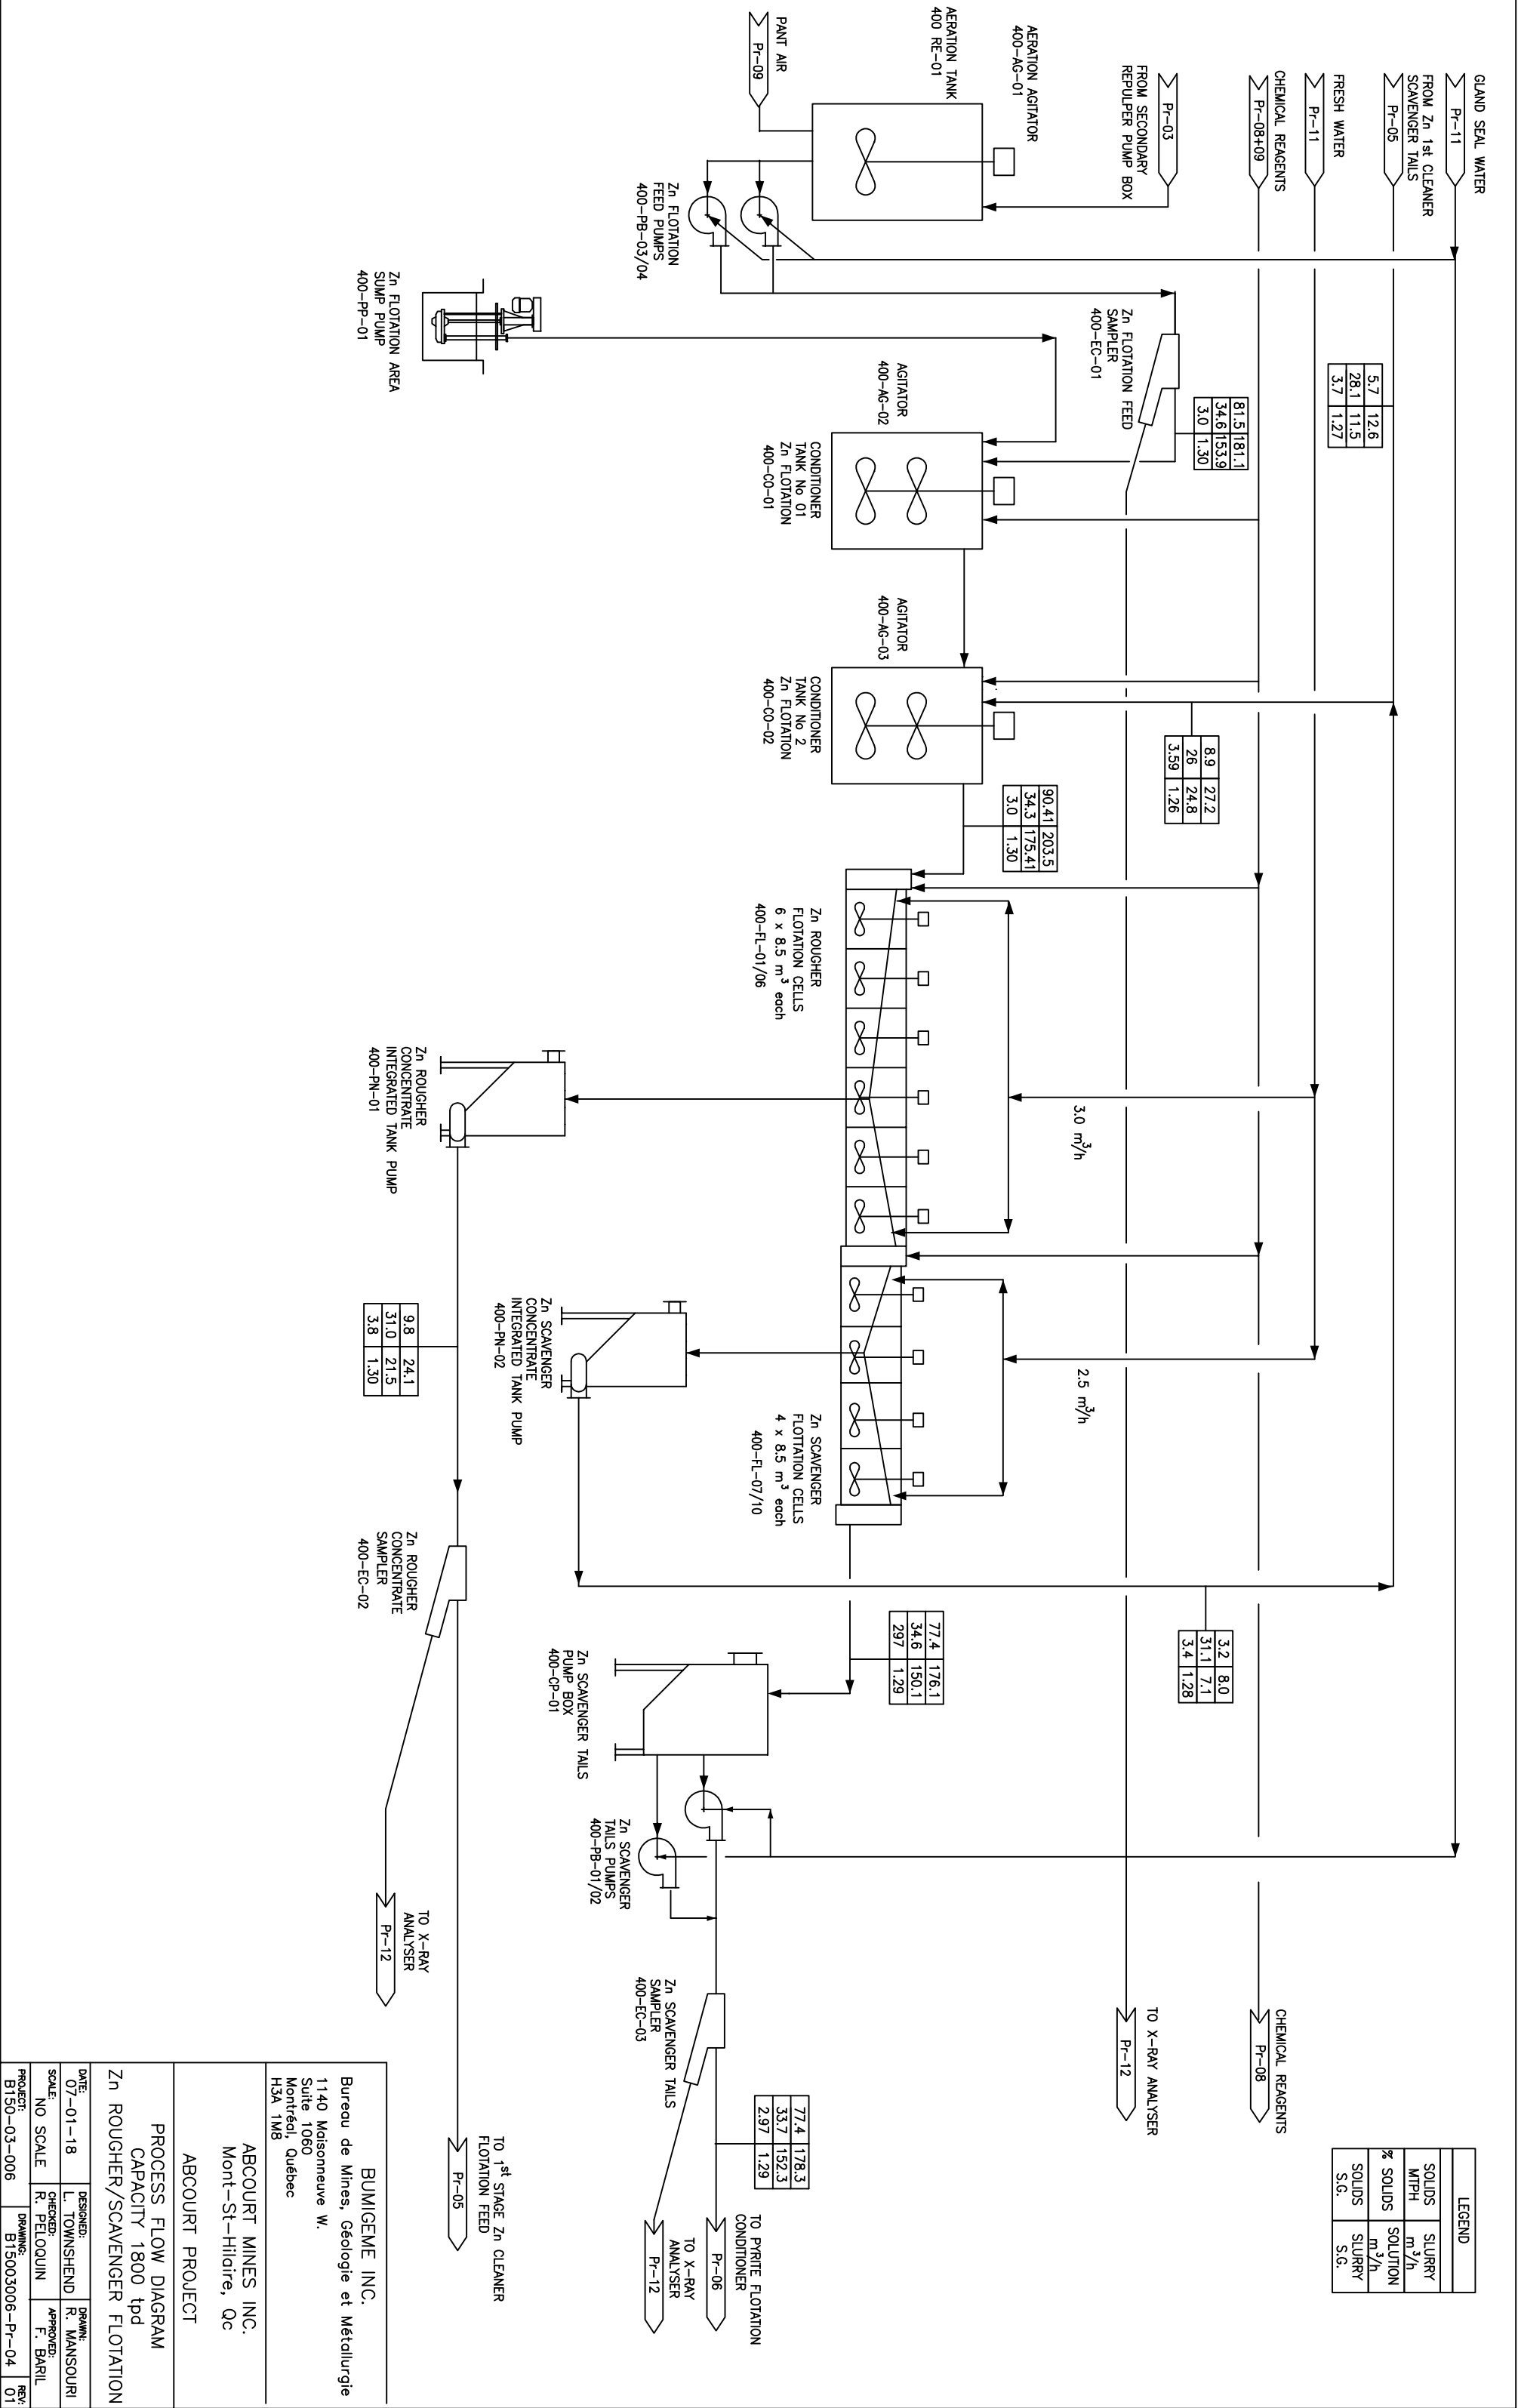 GLAND SEAL WATER
Pr-11
FROM Zn 1st CLEANER
SCAVENGER TAILS
Pr-05
FRESH WATER
Pr-11
CHEMICAL REAGENTS
Pr-08+09
Pr-03
FROM SECONDARY
REPULPER PUMP BOX
AERATION AGITATOR
400-AG-01
AERATION TANK
400 RE-01
PANT AIR
Pr-09
Zn FLOTATION
FEED PUMPS
400-PB-03/04
Zn FLOTATION AREA
SUMP PUMP
400-PP-01
Zn FLOTATION FEED
SAMPLER
400-EC-01
5.7 12.6
28.1 11.5
3.7 1.27
81.5 181.1
34.6 153.9
3.0 1.30
AGITATOR
400-AG-02
CONDITIONER
TANK No 01
Zn FLOTATION
400-CO-01
AGITATOR
400-AG-03
CONDITIONER
TANK No 2
Zn FLOTATION
400-CO-02
8.9 27.2
26 24.8
3.59 1.26
90.41 203.5
34.3 175.41
3.0 1.30
Zn ROUGHER
FLOTATION CELLS
6 x 8.5 m³ each
400-FL-01/06
3.0 m³/h
Zn ROUGHER
CONCENTRATE
INTEGRATED TANK PUMP
400-PN-01
2.5 m³/h
Zn SCAVENGER
FLOTTATION CELLS
4 x 8.5 m³ each
400-FL-07/10
Zn SCAVENGER
CONCENTRATE
INTEGRATED TANK PUMP
400-PN-02
9.8 24.1
31.0 21.5
3.8 1.30
Zn ROUGHER
CONCENTRATE
SAMPLER
400-EC-02
3.2 8.0
31.1 7.1
3.4 1.28
77.4 176.1
34.6 150.1
297 1.29
Zn SCAVENGER TAILS
PUMP BOX
400-CP-01
Zn SCAVENGER
TAILS PUMPS
400-PB-01/02
Zn SCAVENGER TAILS
SAMPLER
400-EC-03
77.4 178.3
33.7 152.3
2.97 1.29
CHEMICAL REAGENTS
Pr-08
TO X-RAY ANALYSER
Pr-12
TO PYRITE FLOTATION
CONDITIONER
Pr-06
TO X-RAY
ANALYSER
Pr-12
TO X-RAY
ANALYSER
Pr-12
TO 1st STAGE Zn CLEANER
FLOTATION FEED
Pr-05
LEGEND
SOLIDS MTPH SLURRY m³/h
% SOLIDS SOLUTION m³/h
SOLIDS S.G. SLURRY S.G.
BUMIGEME INC.
Bureau de Mines, Géologie et Métallurgie
1140 Maisonneuve W.
Suite 1060
Montréal, Québec
H3A 1M8
ABCOURT MINES INC.
Mont-St-Hilaire, Qc
ABCOURT PROJECT
PROCESS FLOW DIAGRAM
CAPACITY 1800 tpd
Zn ROUGHER/SCAVENGER FLOTATION
DATE: 07-01-18 DESIGNED: L. TOWNSHEND DRAWN: R. MANSOURI
SCALE: NO SCALE CHECKED: R. PELOQUIN APPROVED: F. BARIL
PROJECT: B150-03-006 DRAWING: B15003006-Pr-04 REV: 01